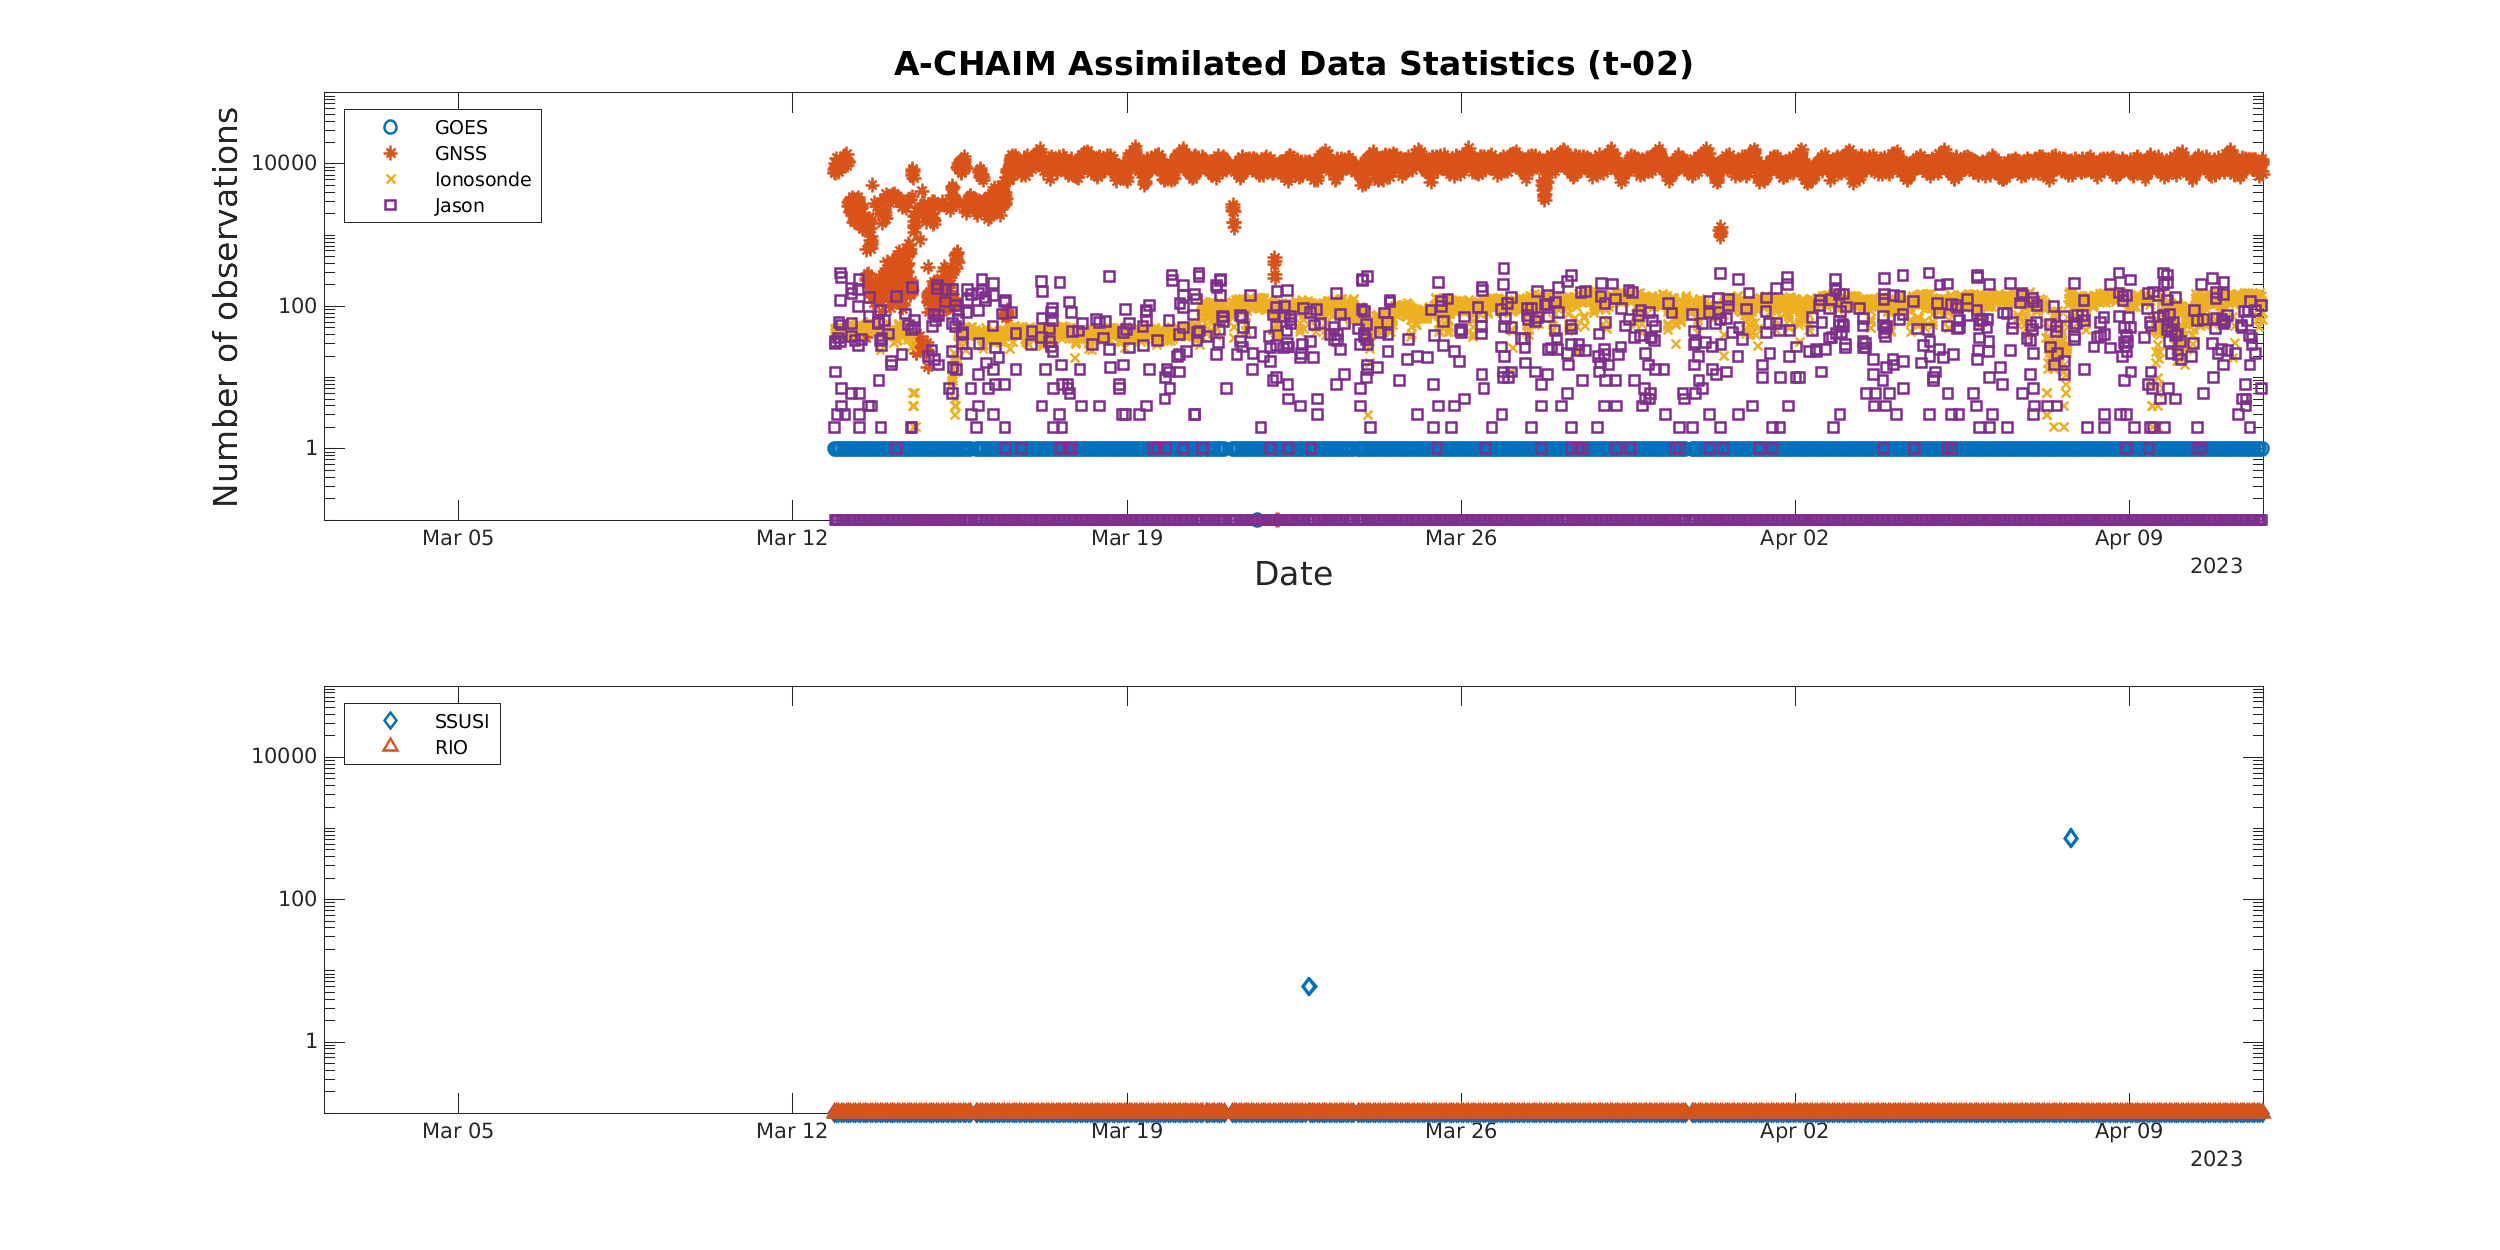 A-CHAIM Assimilated Data Statistics (t-02)
Number of observations
GOES
GNSS
Ionosonde
Jason
10000
100
1
Mar 05 Mar 12 Mar 19 Mar 26 Apr 02 Apr 09
2023
Date
SSUSI
RIO
10000
100
1
Mar 05 Mar 12 Mar 19 Mar 26 Apr 02 Apr 09
2023